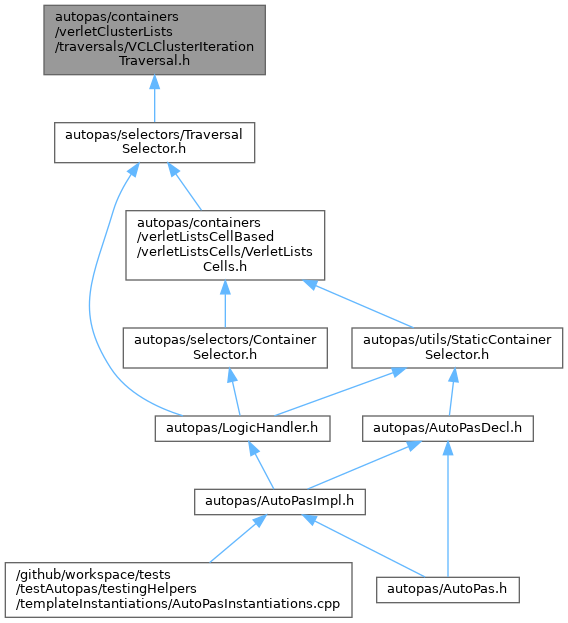 autopas/containers
/verletClusterLists
/traversals/VCLClusterIteration
Traversal.h
autopas/selectors/Traversal
Selector.h
autopas/containers
/verletListsCellBased
/verletListsCells/VerletLists
Cells.h
autopas/selectors/Container
Selector.h
autopas/utils/StaticContainer
Selector.h
autopas/LogicHandler.h
autopas/AutoPasDecl.h
autopas/AutoPasImpl.h
/github/workspace/tests
/testAutopas/testingHelpers
/templateInstantiations/AutoPasInstantiations.cpp
autopas/AutoPas.h